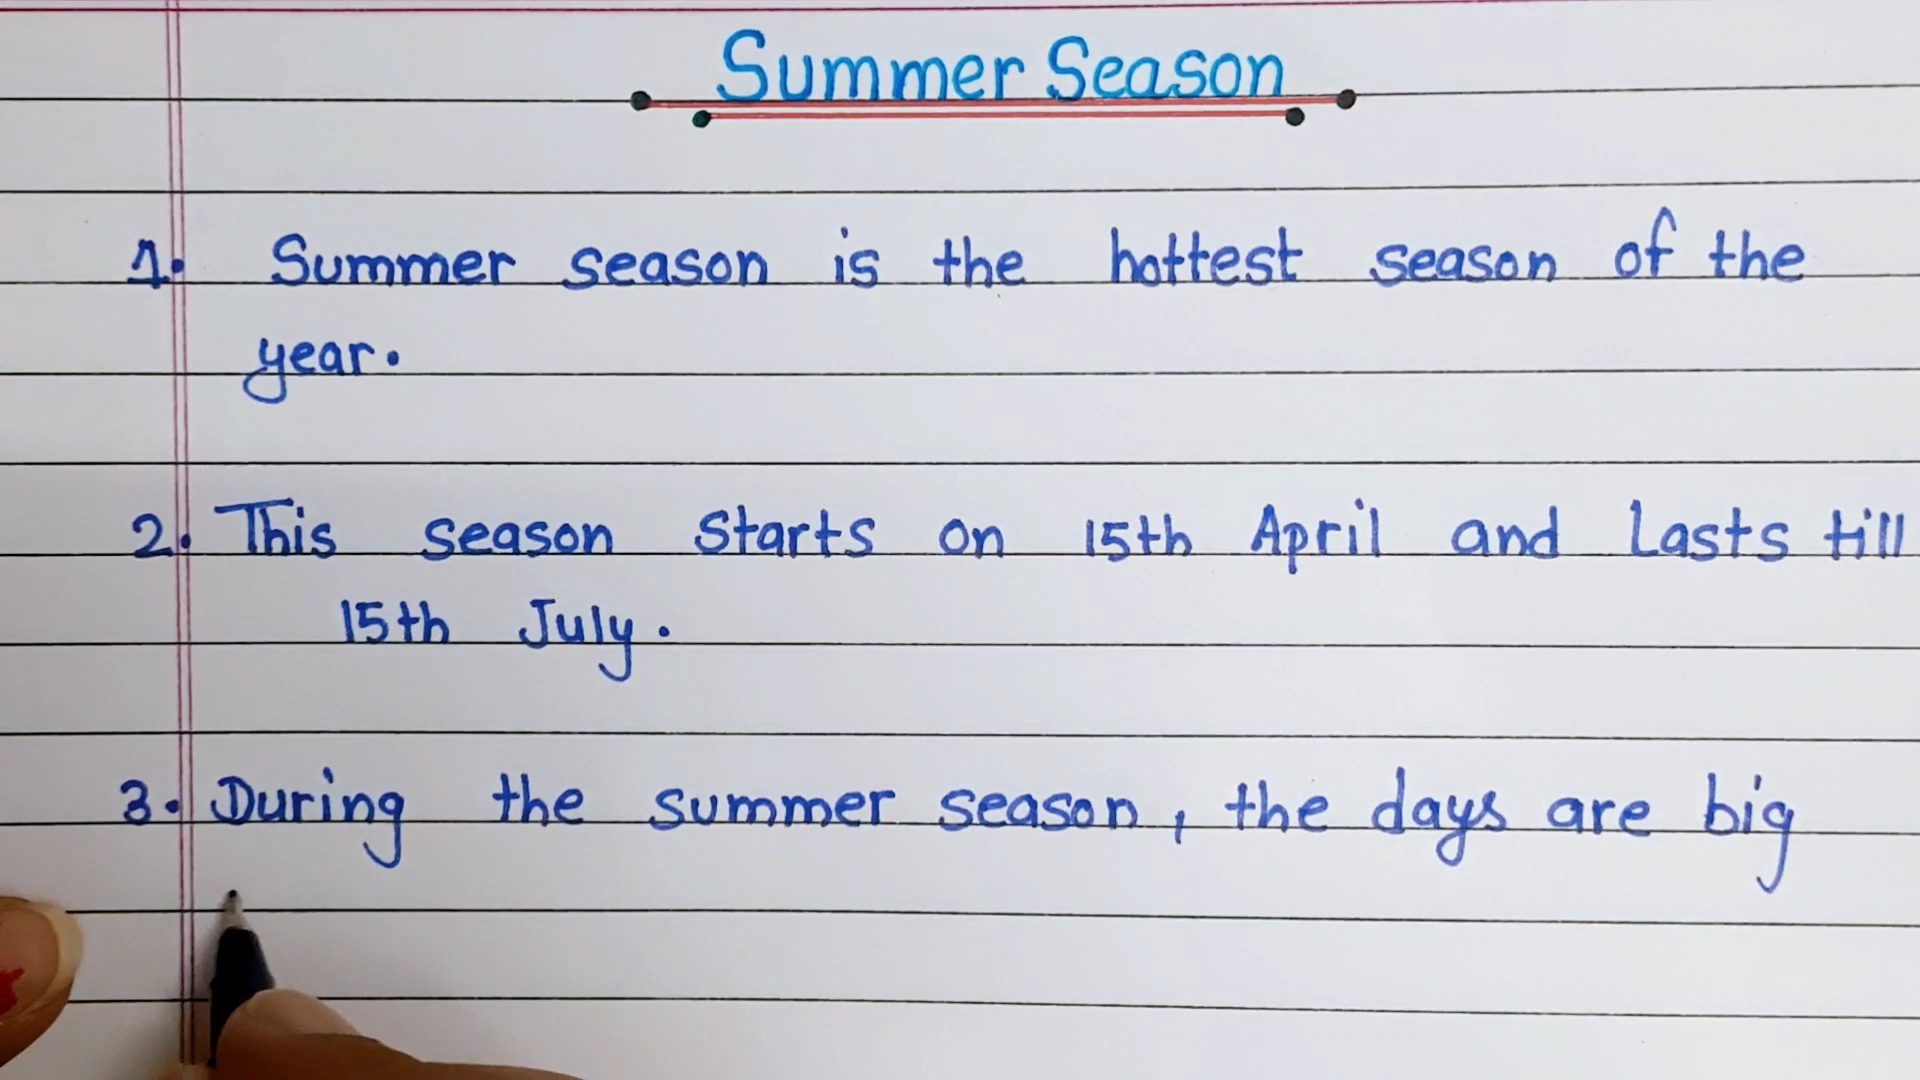 Summer Season
1. Summer season is the hottest season of the
year.
2. This season starts on 15th April and Lasts till
15th July.
3. During the summer season, the days are big